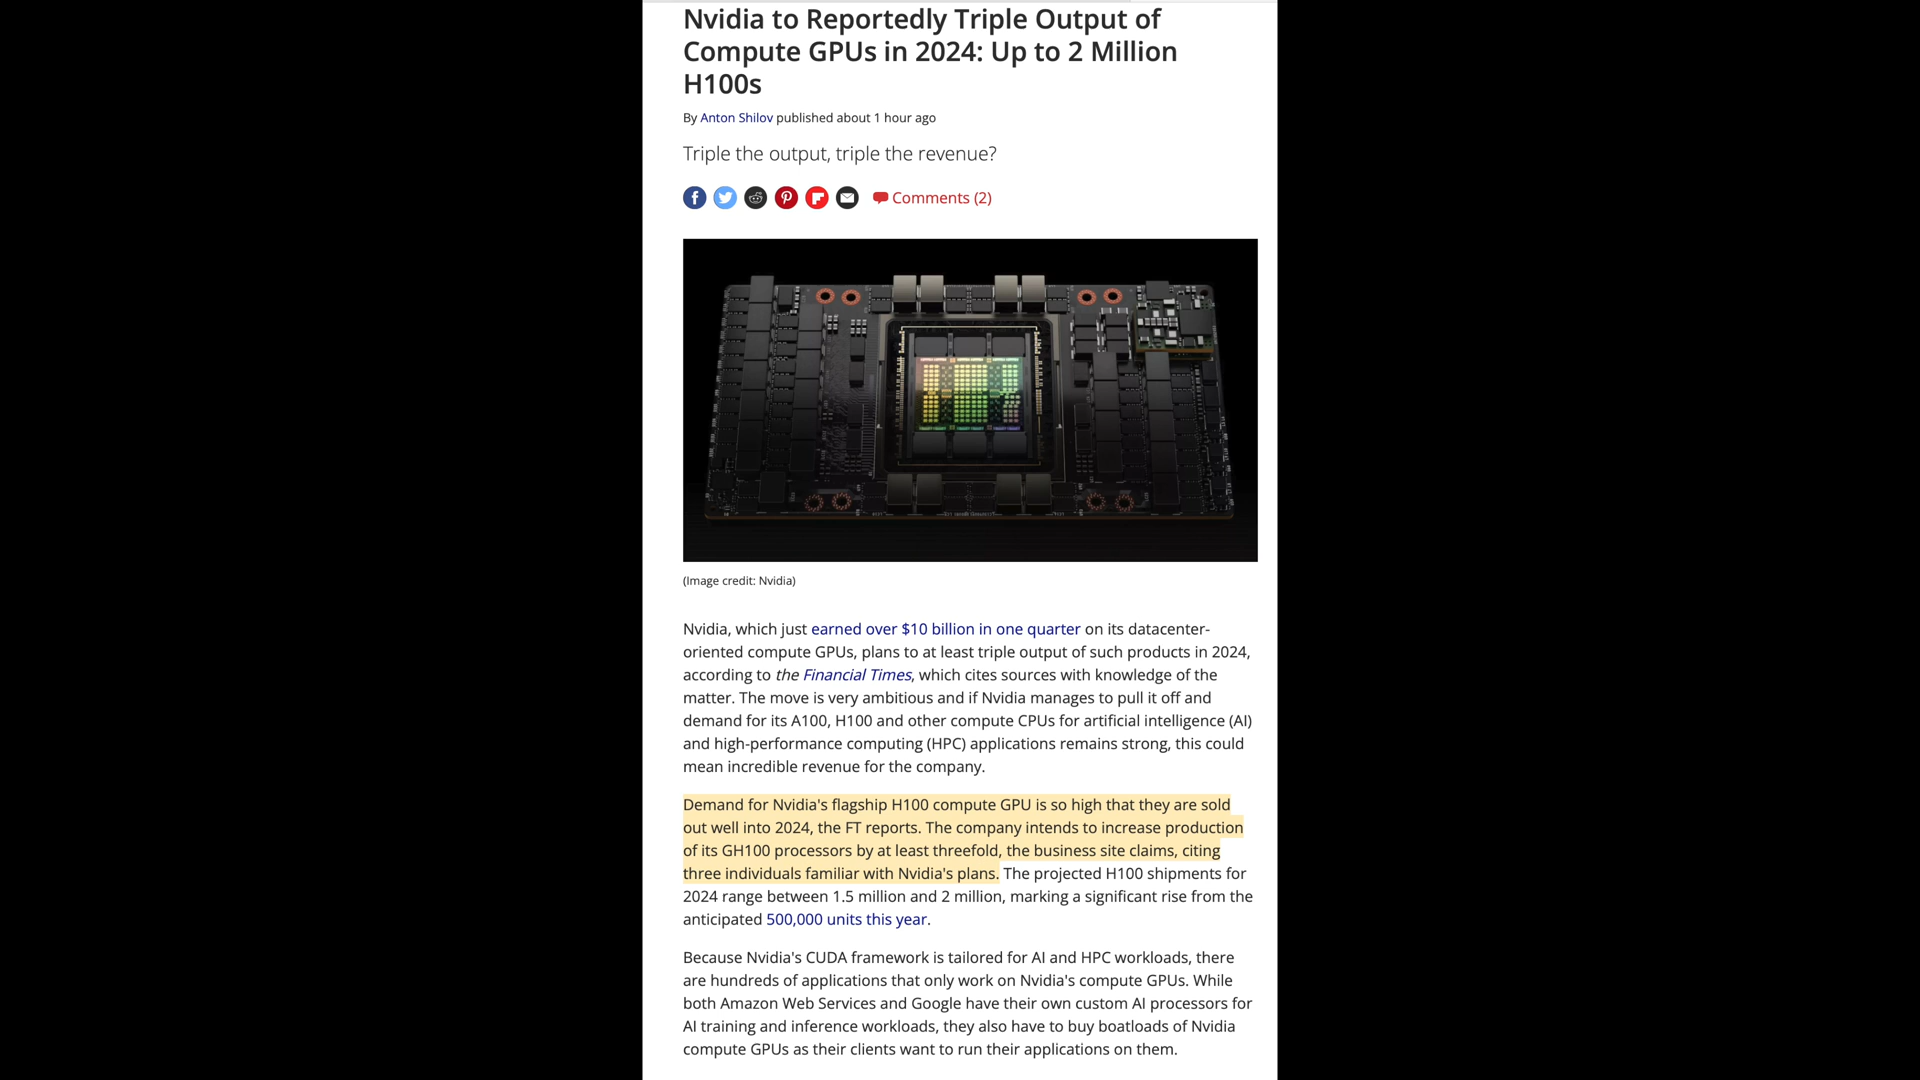 Nvidia to Reportedly Triple Output of
Compute GPUs in 2024: Up to 2 Million
H100s
By Anton Shilov published about 1 hour ago
Triple the output, triple the revenue?
Comments (2)
(Image credit: Nvidia)
Nvidia, which just earned over $10 billion in one quarter on its datacenter-
oriented compute GPUs, plans to at least triple output of such products in 2024,
according to the Financial Times, which cites sources with knowledge of the
matter. The move is very ambitious and if Nvidia manages to pull it off and
demand for its A100, H100 and other compute CPUs for artificial intelligence (AI)
and high-performance computing (HPC) applications remains strong, this could
mean incredible revenue for the company.
Demand for Nvidia's flagship H100 compute GPU is so high that they are sold
out well into 2024, the FT reports. The company intends to increase production
of its GH100 processors by at least threefold, the business site claims, citing
three individuals familiar with Nvidia's plans. The projected H100 shipments for
2024 range between 1.5 million and 2 million, marking a significant rise from the
anticipated 500,000 units this year.
Because Nvidia's CUDA framework is tailored for AI and HPC workloads, there
are hundreds of applications that only work on Nvidia's compute GPUs. While
both Amazon Web Services and Google have their own custom AI processors for
AI training and inference workloads, they also have to buy boatloads of Nvidia
compute GPUs as their clients want to run their applications on them.